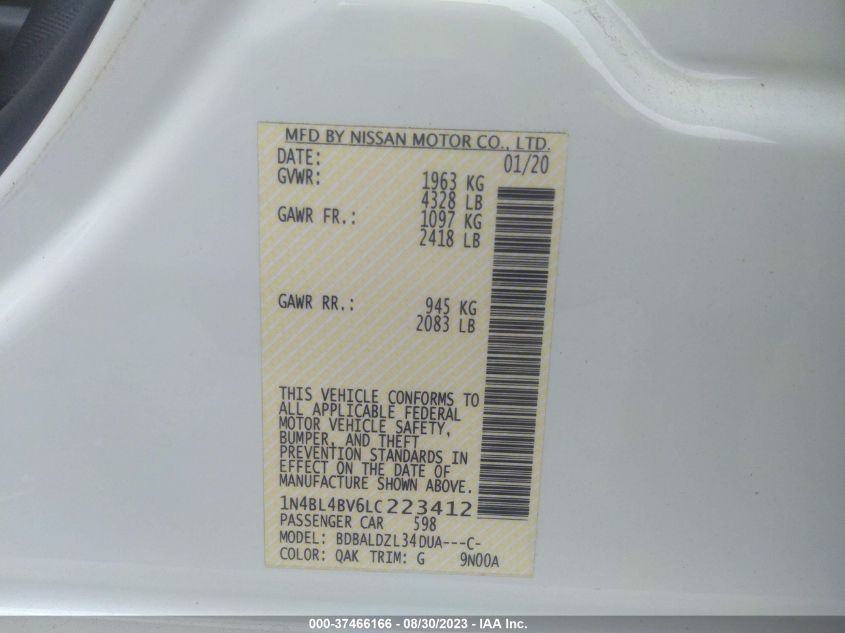 MFD BY NISSAN MOTOR CO., LTD.
DATE: 01/20
GVWR: 1963 KG
4328 LB
GAWR FR.: 1097 KG
2418 LB
GAWR RR.: 945 KG
2083 LB
THIS VEHICLE CONFORMS TO
ALL APPLICABLE FEDERAL
MOTOR VEHICLE SAFETY,
BUMPER, AND THEFT
PREVENTION STANDARDS IN
EFFECT ON THE DATE OF
MANUFACTURE SHOWN ABOVE.
1N4BL4BV6LC223412
PASSENGER CAR 598
MODEL: BDBALDZL34DUA---C-
COLOR: QAK TRIM: G 9N00A
000-37466166 - 08/30/2023 - IAA Inc.